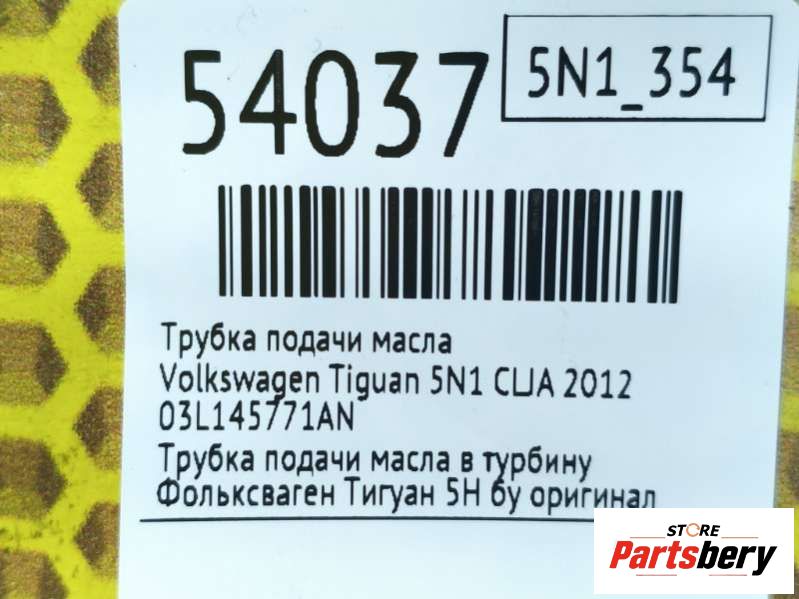 54037
5N1_354
Трубка подачи масла
Volkswagen Tiguan 5N1 CLJA 2012
03L145771AN
Трубка подачи масла в турбину
Фольксваген Тигуан 5Н бу оригинал
STORE
Partsbery